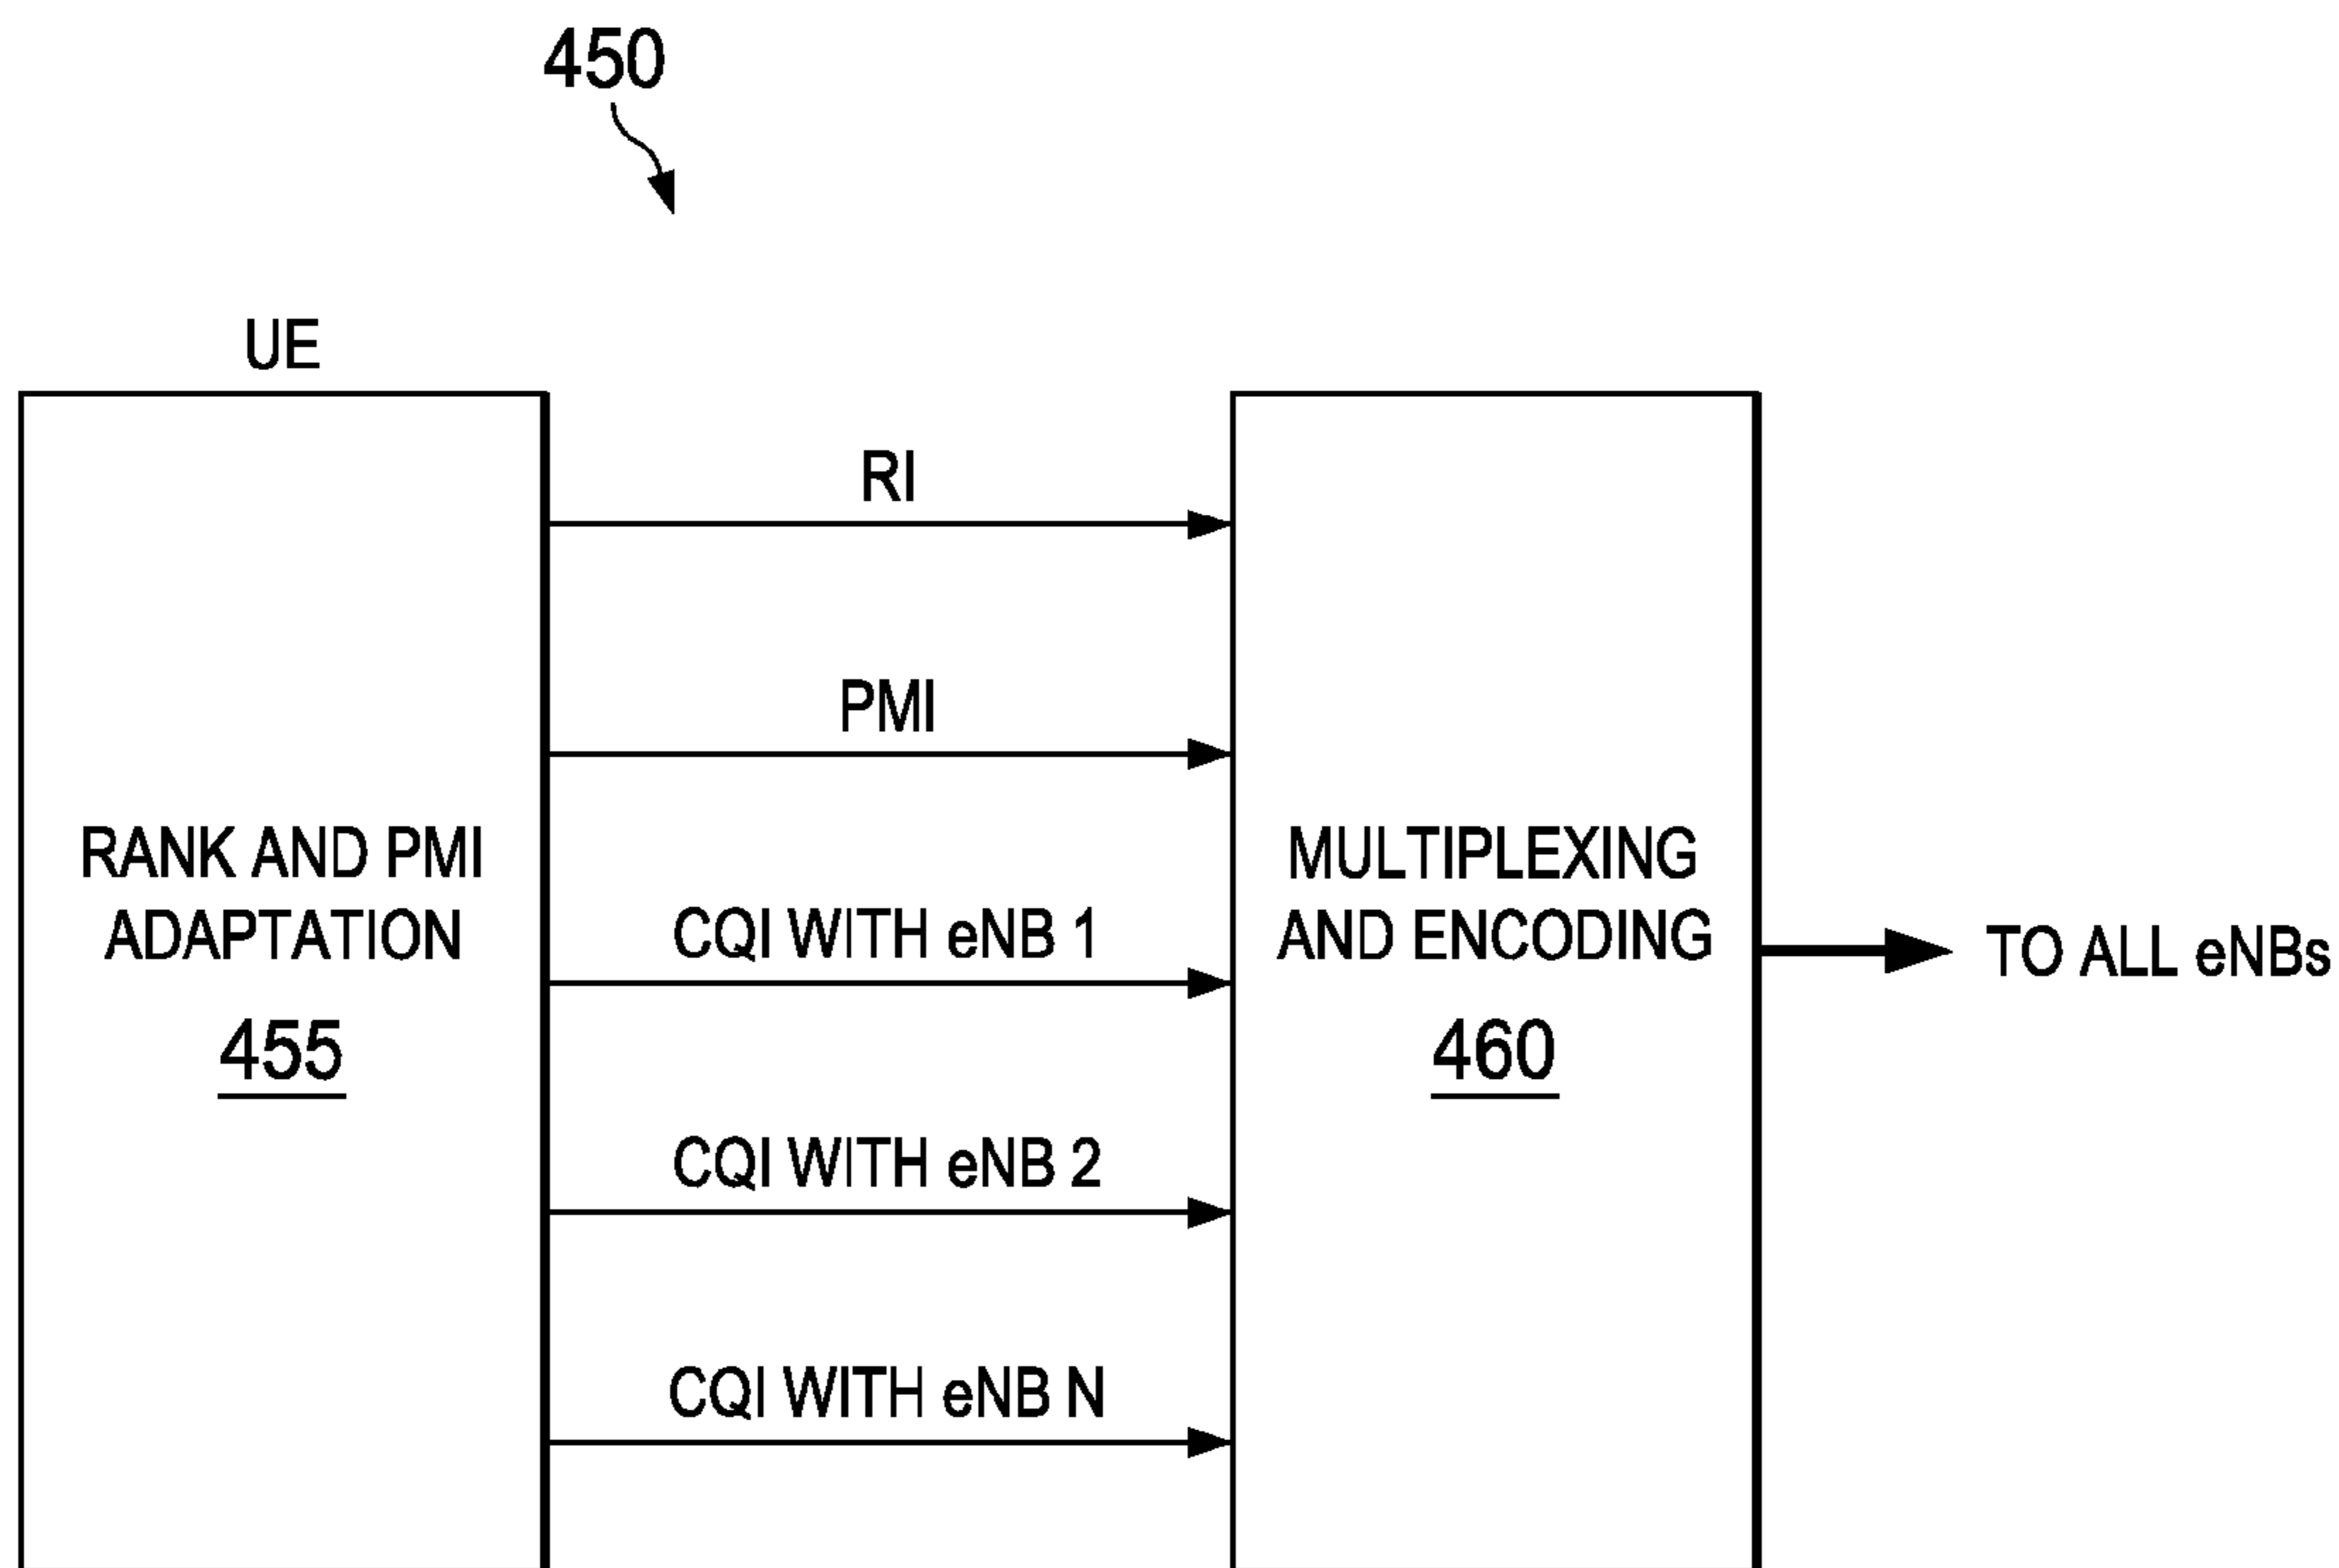 450
UE
RI
PMI
RANK AND PMI
ADAPTATION
455
CQI WITH eNB 1
CQI WITH eNB 2
CQI WITH eNB N
MULTIPLEXING
AND ENCODING
460
TO ALL eNBs